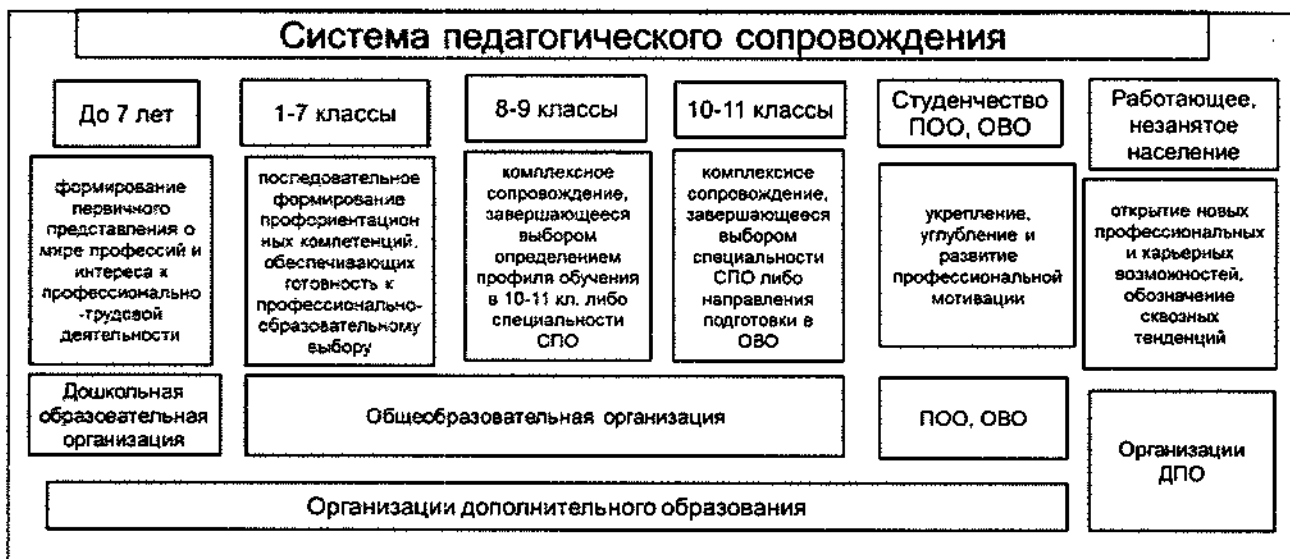 Система педагогического сопровождения
До 7 лет
1-7 классы
8-9 классы
10-11 классы
Студенчество
ПОО, ОВО
Работающее,
незанятое
население
формирование
первичного
представления о
мире профессий и
интереса к
профессионально
-трудовой
деятельности
последовательное
формирование
профориентацион
ных компетенций,
обеспечивающих
готовность к
профессионально-
образовательному
выбору
комплексное
сопровождение,
завершающееся
выбором
определением
профиля обучения
в 10-11 кл. либо
специальности
СПО
комплексное
сопровождение,
завершающееся
выбором
специальности
СПО либо
направления
подготовки в
ОВО
укрепление,
углубление и
развитие
профессиональной
мотивации
открытие новых
профессиональных
и карьерных
возможностей,
обозначение
сквозных
тенденций
Дошкольная
образовательная
организация
Общеобразовательная организация
ПОО, ОВО
Организации
ДПО
Организации дополнительного образования